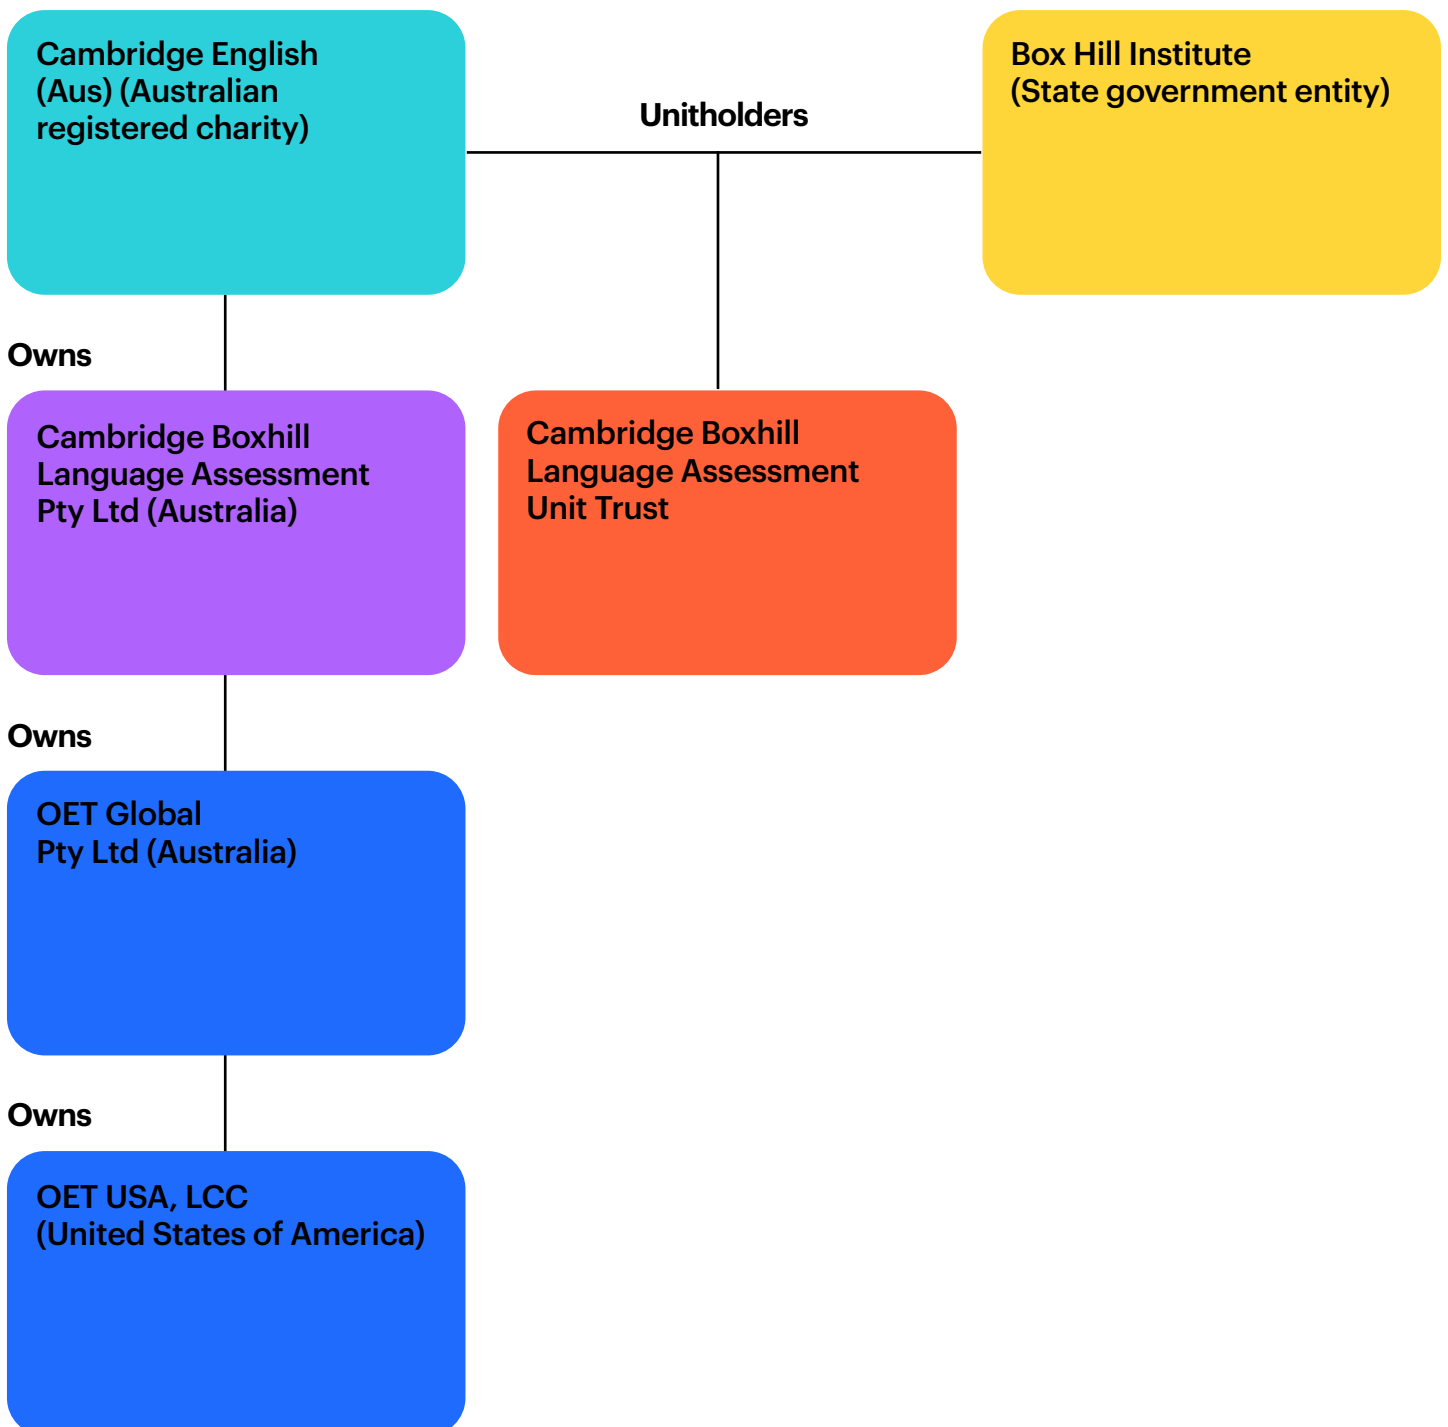 Cambridge English
(Aus) (Australian
registered charity)
Unitholders
Box Hill Institute
(State government entity)
Owns
Cambridge Boxhill
Language Assessment
Pty Ltd (Australia)
Cambridge Boxhill
Language Assessment
Unit Trust
Owns
OET Global
Pty Ltd (Australia)
Owns
OET USA, LCC
(United States of America)